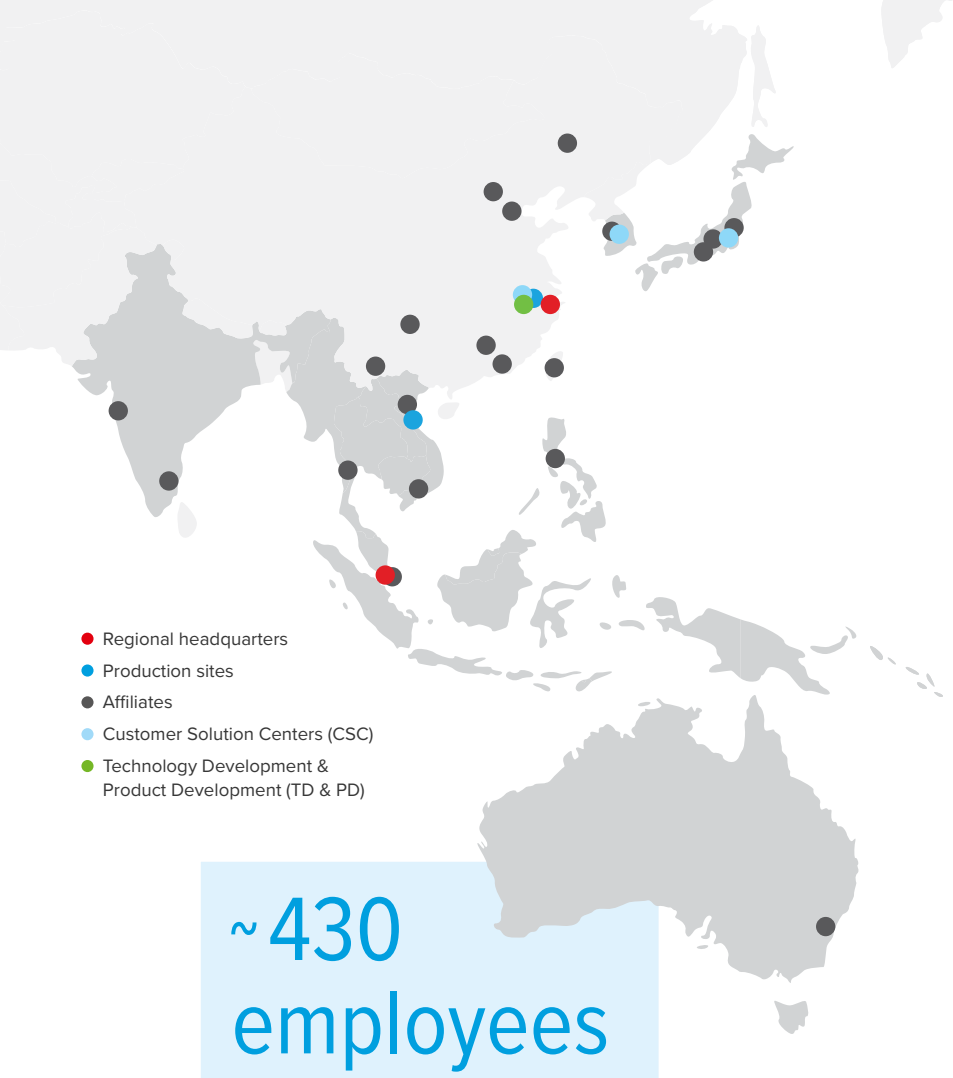 Regional headquarters
Production sites
Affiliates
Customer Solution Centers (CSC)
Technology Development &
Product Development (TD & PD)
~430
employees